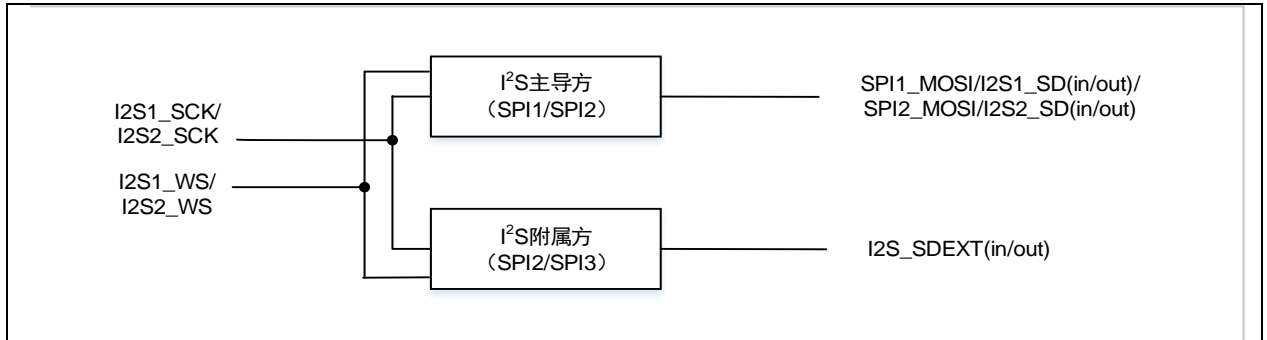 I2S1_SCK/
I2S2_SCK
I2S1_WS/
I2S2_WS
I²S主导方
（SPI1/SPI2）
I²S附属方
（SPI2/SPI3）
SPI1_MOSI/I2S1_SD(in/out)/
SPI2_MOSI/I2S2_SD(in/out)
I2S_SDEXT(in/out)